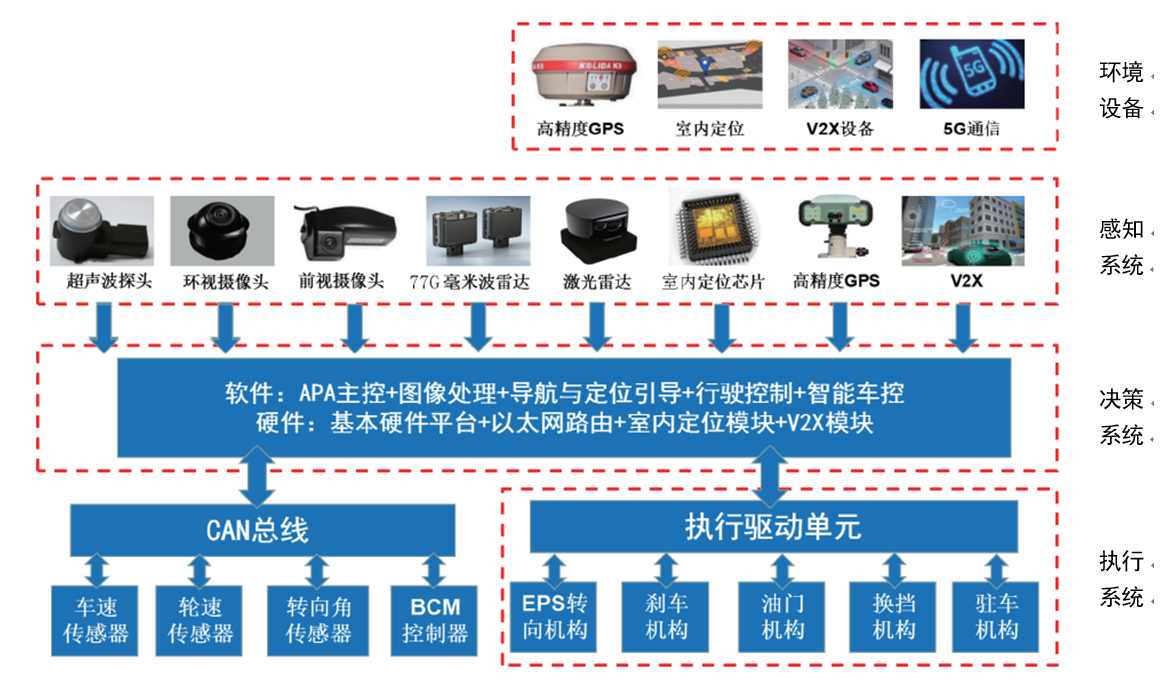 KOLIDA K9
5G
高精度GPS
室内定位
V2X设备
5G通信
环境
设备
超声波探头
环视摄像头
前视摄像头
77G毫米波雷达
激光雷达
室内定位芯片
高精度GPS
V2X
感知
系统
软件：APA主控+图像处理+导航与定位引导+行驶控制+智能车控
硬件：基本硬件平台+以太网路由+室内定位模块+V2X模块
决策
系统
CAN总线
执行驱动单元
车速
传感器
轮速
传感器
转向角
传感器
BCM
控制器
EPS转
向机构
刹车
机构
油门
机构
换挡
机构
驻车
机构
执行
系统